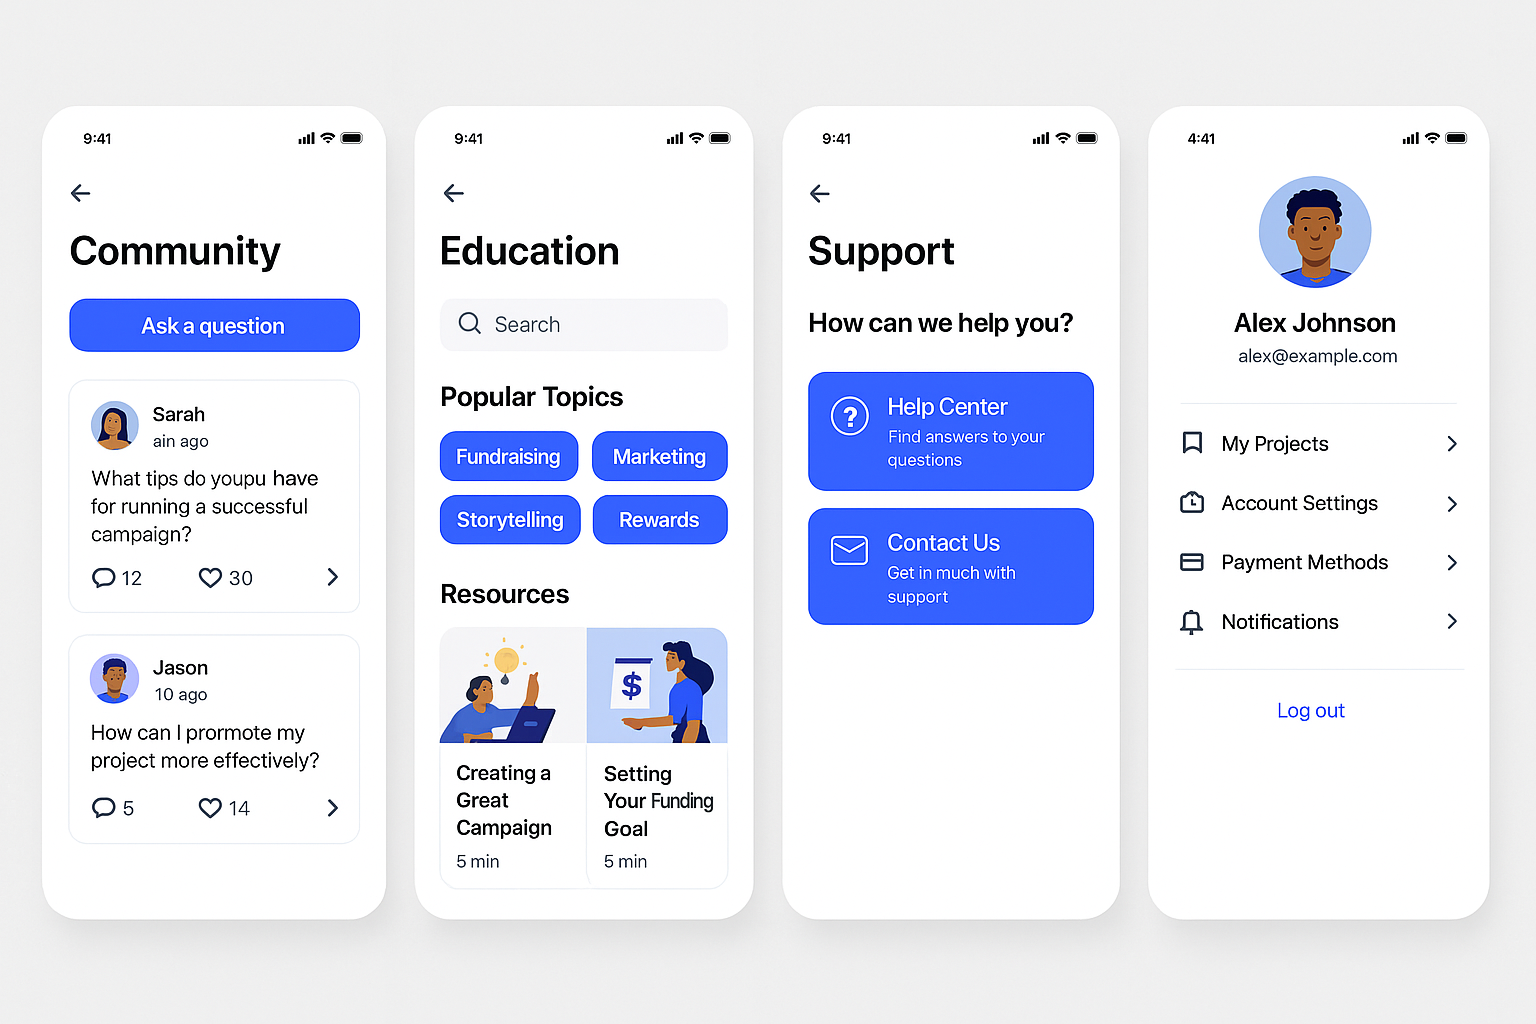 9:41
Community
Ask a question
Sarah
ain ago
What tips do youpu have
for running a successful
campaign?
12 30
Jason
10 ago
How can I prormote my
project more effectively?
5 14
9:41
Education
Search
Popular Topics
Fundraising Marketing
Storytelling Rewards
Resources
$
Creating a
Great
Campaign
5 min
Setting
Your Funding
Goal
5 min
9:41
Support
How can we help you?
?
Help Center
Find answers to your
questions
Contact Us
Get in much with
support
4:41
Alex Johnson
alex@example.com
My Projects
Account Settings
Payment Methods
Notifications
Log out